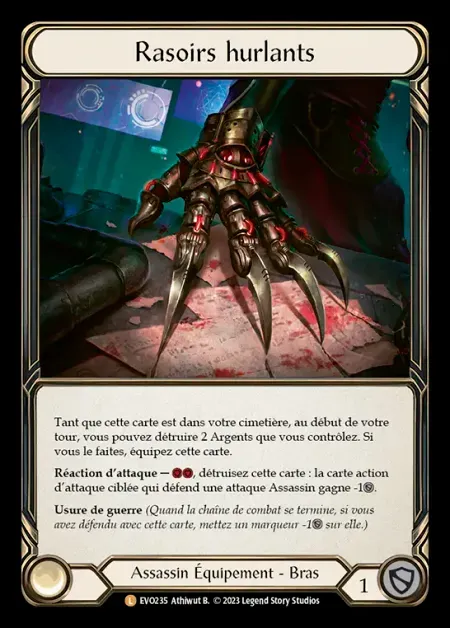 Rasoirs hurlants
Tant que cette carte est dans votre cimetière, au début de votre
tour, vous pouvez détruire 2 Argents que vous contrôlez. Si
vous le faites, équipez cette carte.
Réaction d'attaque — , détruisez cette carte : la carte action
d'attaque ciblée qui défend une attaque Assassin gagne -1.
Usure de guerre (Quand la chaîne de combat se termine, si vous
avez défendu avec cette carte, mettez un marqueur -1 sur elle.)
Assassin Équipement - Bras
1
L EVO235 Athiwut B. © 2023 Legend Story Studios